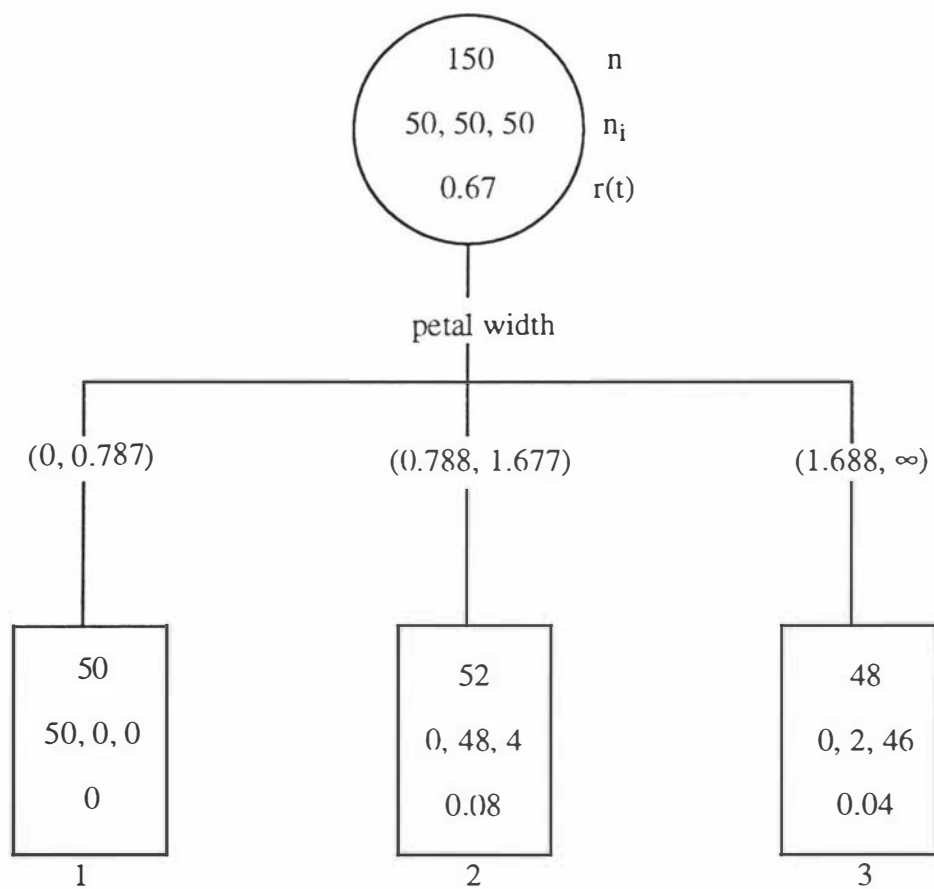 150 n
50, 50, 50 n_i
0.67 r(t)
petal width
(0, 0.787) (0.788, 1.677) (1.688, ∞)
50 52 48
50, 0, 0 0, 48, 4 0, 2, 46
0 0.08 0.04
1 2 3